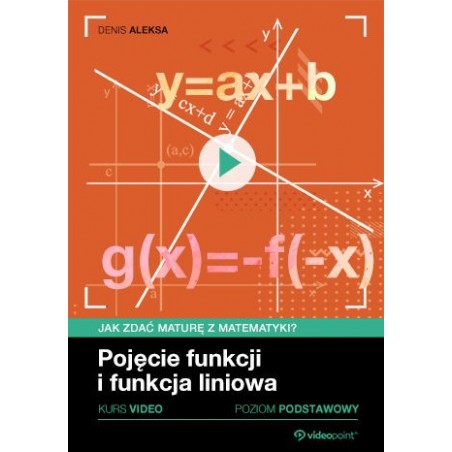 DENIS ALEKSA
y=ax+b
y=cx+d
y
(a,c)
x
g(x)=-f(-x)
JAK ZDAĆ MATURĘ Z MATEMATYKI?
Pojęcie funkcji
i funkcja liniowa
KURS VIDEO POZIOM PODSTAWOWY
videopoint